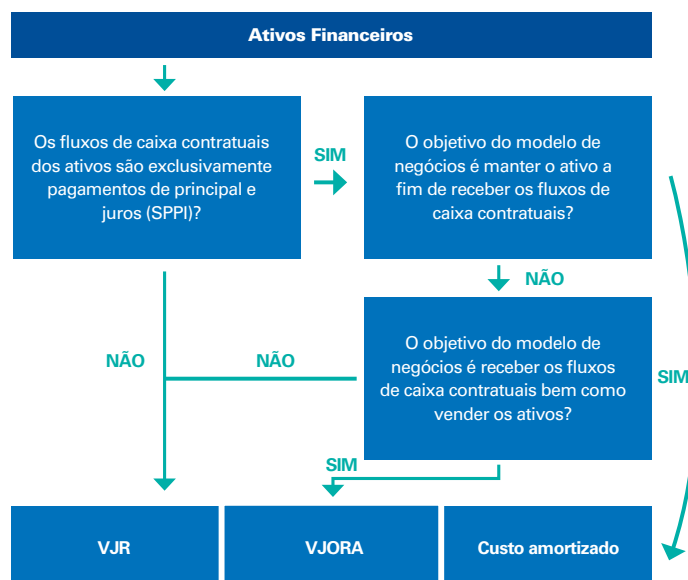 Ativos Financeiros
Os fluxos de caixa contratuais
dos ativos são exclusivamente
pagamentos de principal e
juros (SPPI)?
SIM
O objetivo do modelo de
negócios é manter o ativo a
fim de receber os fluxos de
caixa contratuais?
NÃO
NÃO
NÃO
O objetivo do modelo de
negócios é receber os fluxos
de caixa contratuais bem como
vender os ativos?
SIM
SIM
VJR
VJORA
Custo amortizado